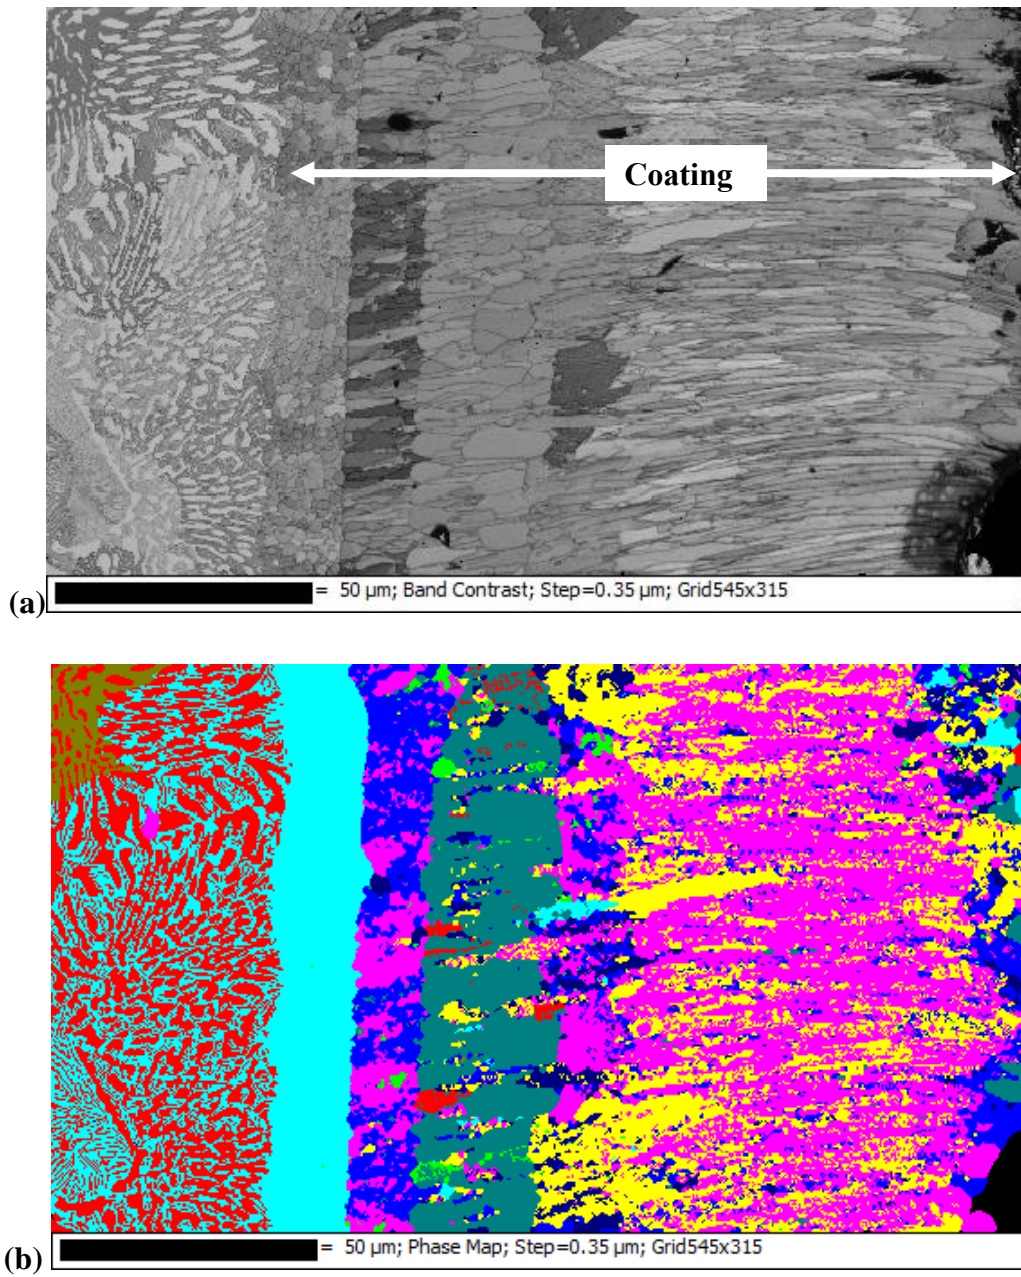 Coating
(a)
= 50 µm; Band Contrast; Step=0.35 µm; Grid545x315
(b)
= 50 µm; Phase Map; Step=0.35 µm; Grid545x315